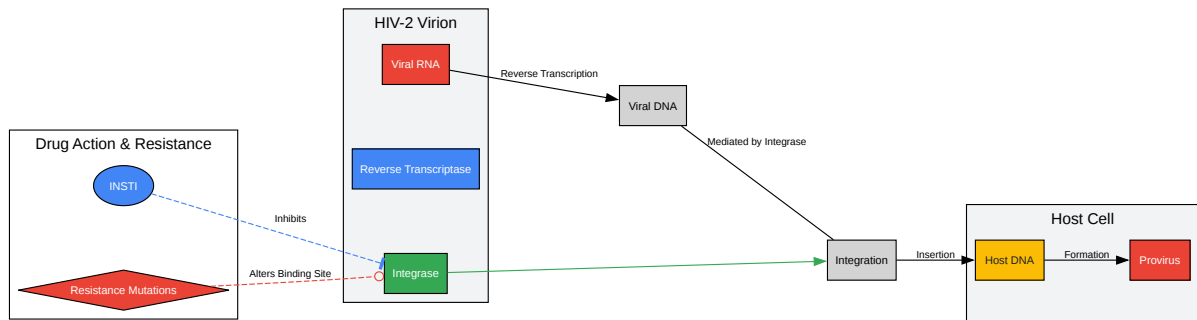 HIV-2 Virion
Viral RNA
Reverse Transcription
Viral DNA
Drug Action & Resistance
Mediated by Integrase
Reverse Transcriptase
INSTI
Inhibits
Host Cell
Alters Binding Site
Integrase
Integration
Insertion
Host DNA
Formation
Provirus
Resistance Mutations